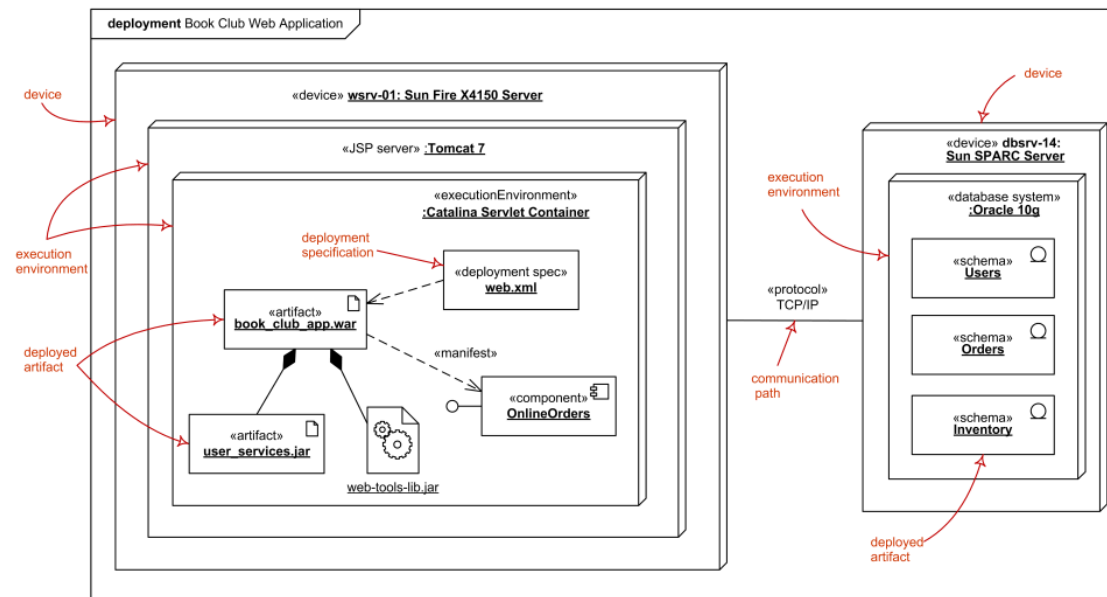 deployment Book Club Web Application
device
«device» wsrv-01: Sun Fire X4150 Server
«JSP server» :Tomcat 7
execution
environment
«executionEnvironment»
:Catalina Servlet Container
deployment
specification
«deployment spec»
web.xml
«artifact»
book_club_app.war
deployed
artifact
«manifest»
«component»
OnlineOrders
«artifact»
user_services.jar
web-tools-lib.jar
«protocol»
TCP/IP
communication
path
device
«device» dbsrv-14:
Sun SPARC Server
execution
environment
«database system»
:Oracle 10g
«schema»
Users
«schema»
Orders
«schema»
Inventory
deployed
artifact